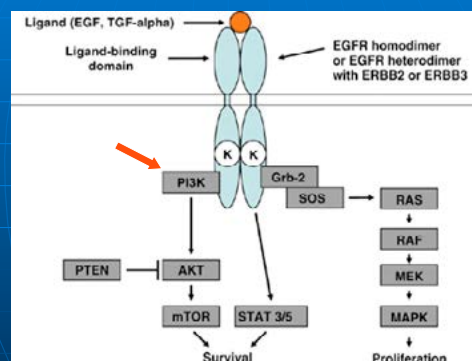 Ligand (EGF, TGF-alpha)
Ligand-binding
domain
EGFR homodimer
or EGFR heterodimer
with ERBB2 or ERBB3
K K
PI3K
Grb-2
SOS
RAS
RAF
PTEN
AKT
MEK
mTOR
STAT 3/5
MAPK
Survival
Proliferation